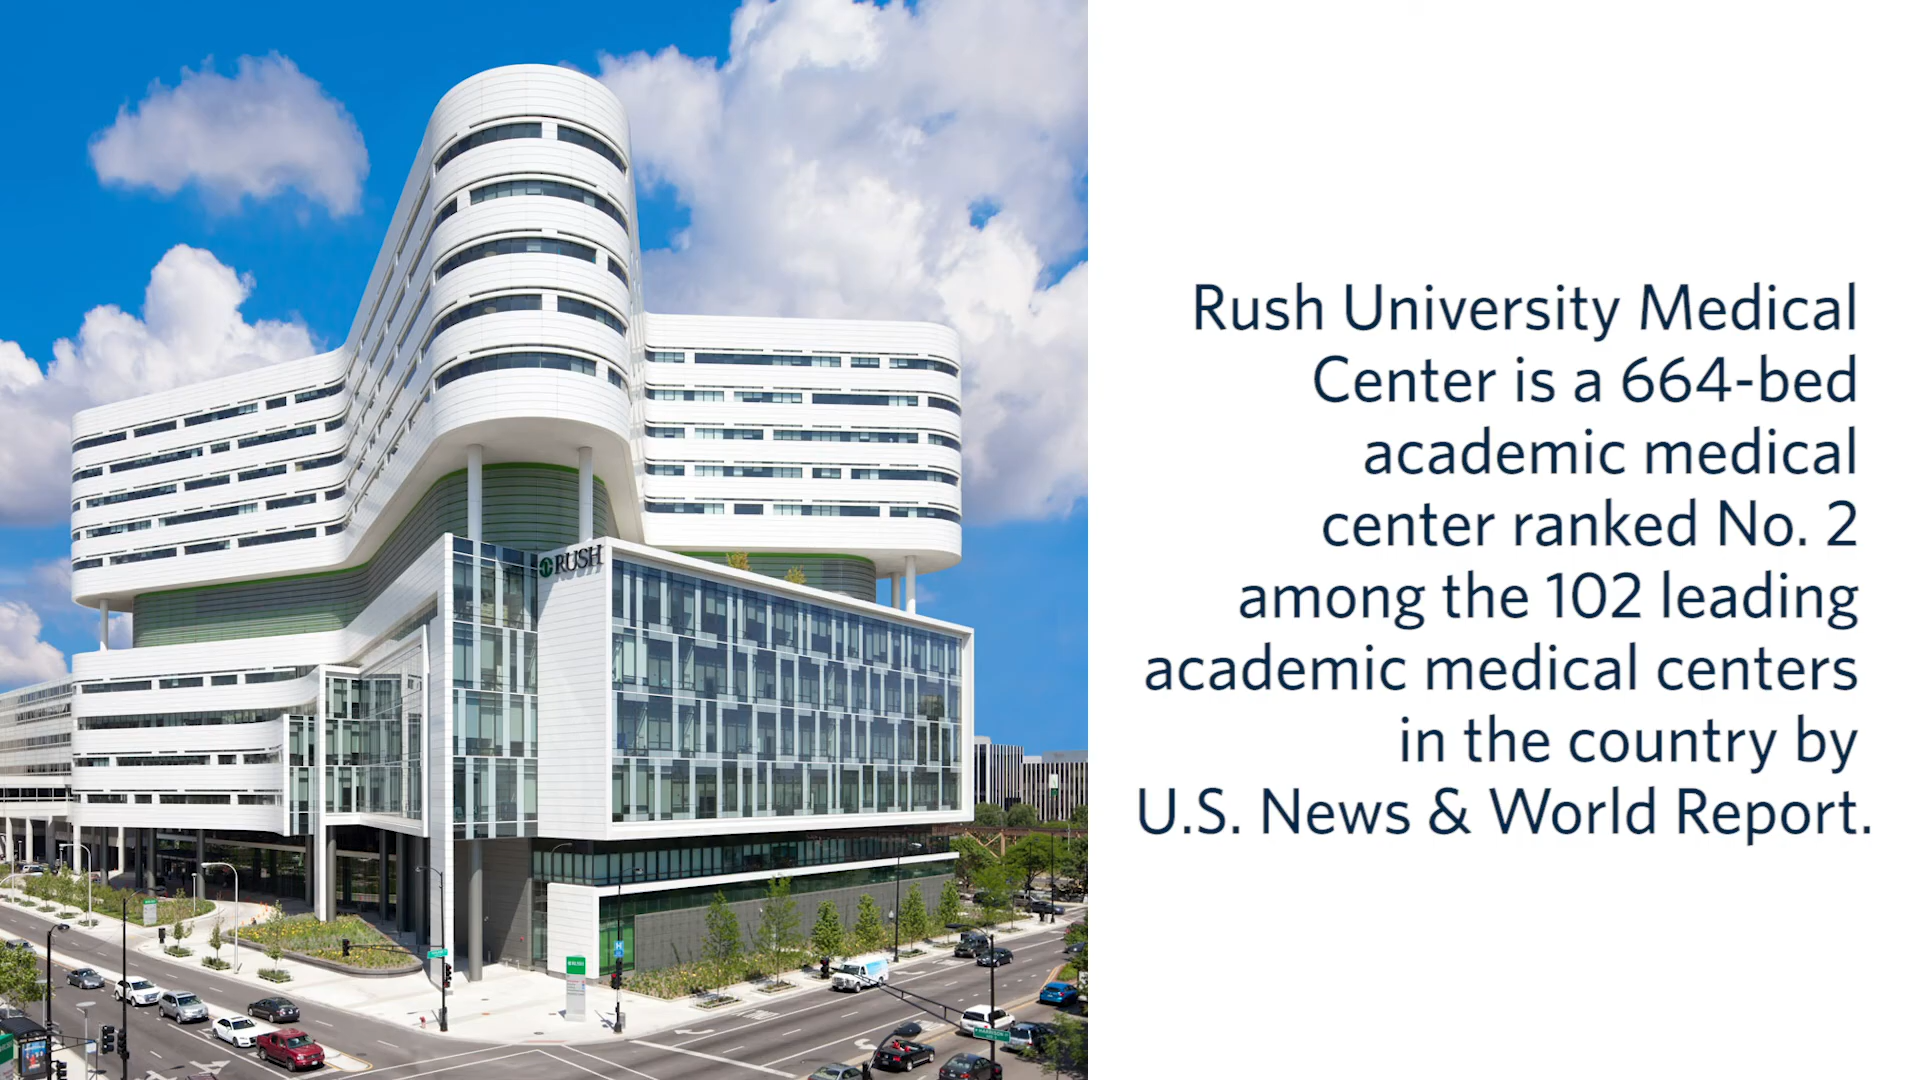 RUSH
Rush University Medical
Center is a 664-bed
academic medical
center ranked No. 2
among the 102 leading
academic medical centers
in the country by
U.S. News & World Report.
H